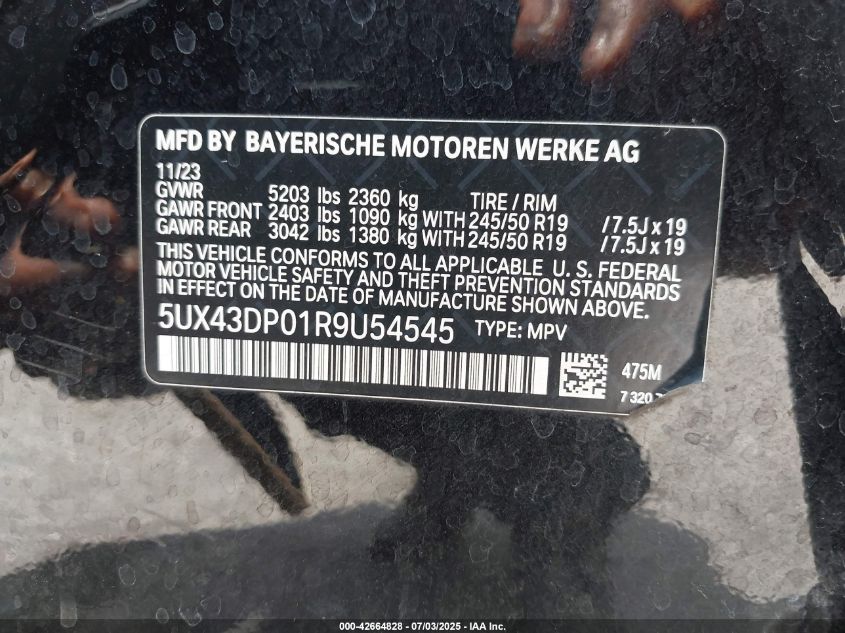 MFD BY BAYERISCHE MOTOREN WERKE AG
11/23
GVWR 5203 lbs 2360 kg TIRE / RIM
GAWR FRONT 2403 lbs 1090 kg WITH 245/50 R19 / 7.5J x 19
GAWR REAR 3042 lbs 1380 kg WITH 245/50 R19 / 7.5J x 19
THIS VEHICLE CONFORMS TO ALL APPLICABLE U. S. FEDERAL
MOTOR VEHICLE SAFETY AND THEFT PREVENTION STANDARDS
IN EFFECT ON THE DATE OF MANUFACTURE SHOWN ABOVE.
5UX43DP01R9U54545 TYPE: MPV
475M
7 320
000-42664828 - 07/03/2025 - IAA Inc.